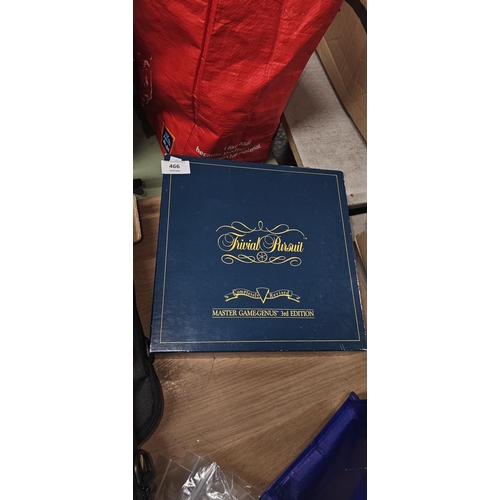 466
Trivial Pursuit
Completely Revised
MASTER GAME-GENUS™ 3rd EDITION